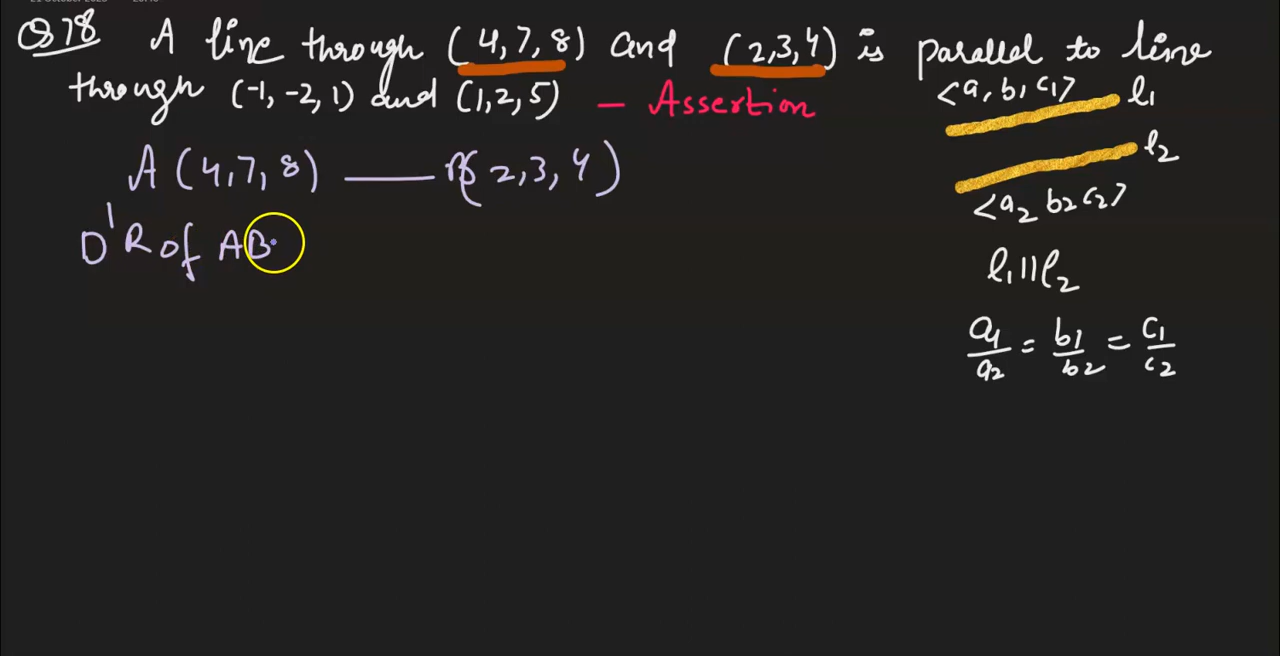 Q78 A line through (4,7,8) and (2,3,4) is parallel to line
through (-1, -2, 1) and (1, 2, 5) - Assertion
<a, b, c₁> l₁
l₂
<a₂ b₂ c₂>
A (4,7,8) —— B(2,3,4)
D'R of AB
l₁ || l₂
a₁/a₂ = b₁/b₂ = c₁/c₂